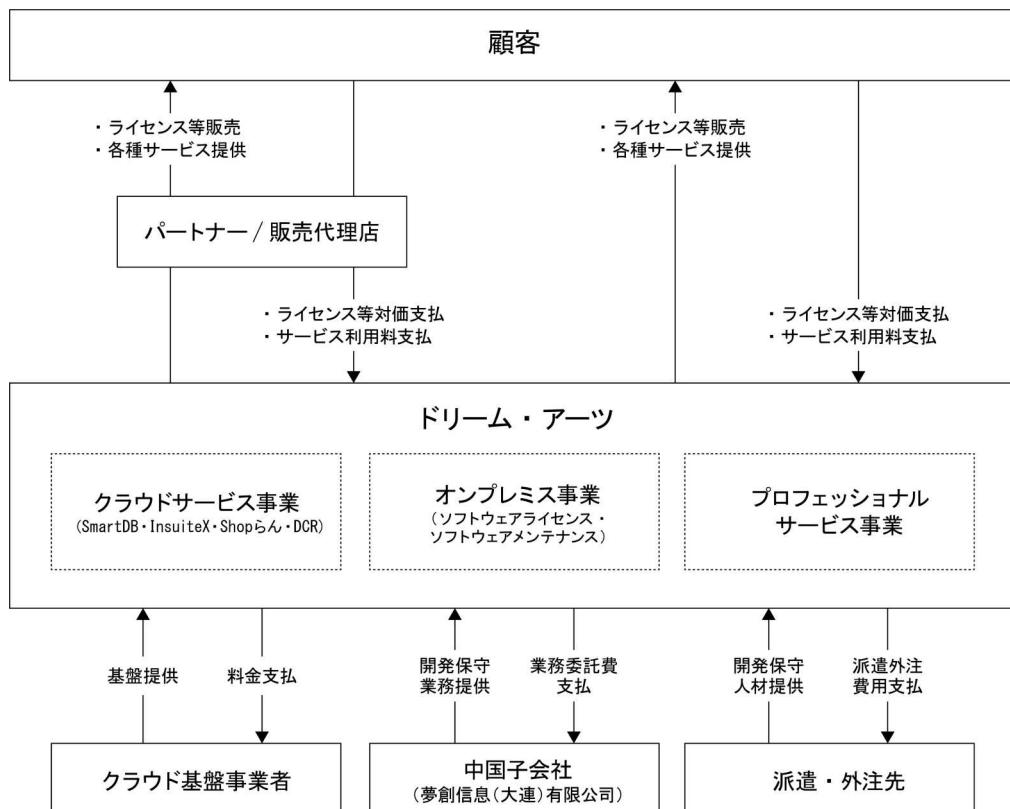 顧客
・ライセンス等販売
・各種サービス提供
・ライセンス等販売
・各種サービス提供
パートナー / 販売代理店
・ライセンス等対価支払
・サービス利用料支払
・ライセンス等対価支払
・サービス利用料支払
ドリーム・アーツ
クラウドサービス事業
(SmartDB・InsuiteX・Shopらん・DCR)
オンプレミス事業
(ソフトウェアライセンス・
ソフトウェアメンテナンス)
プロフェッショナル
サービス事業
基盤提供
料金支払
開発保守
業務提供
業務委託費
支払
開発保守
人材提供
派遣外注
費用支払
クラウド基盤事業者
中国子会社
(夢創信息(大連)有限公司)
派遣・外注先